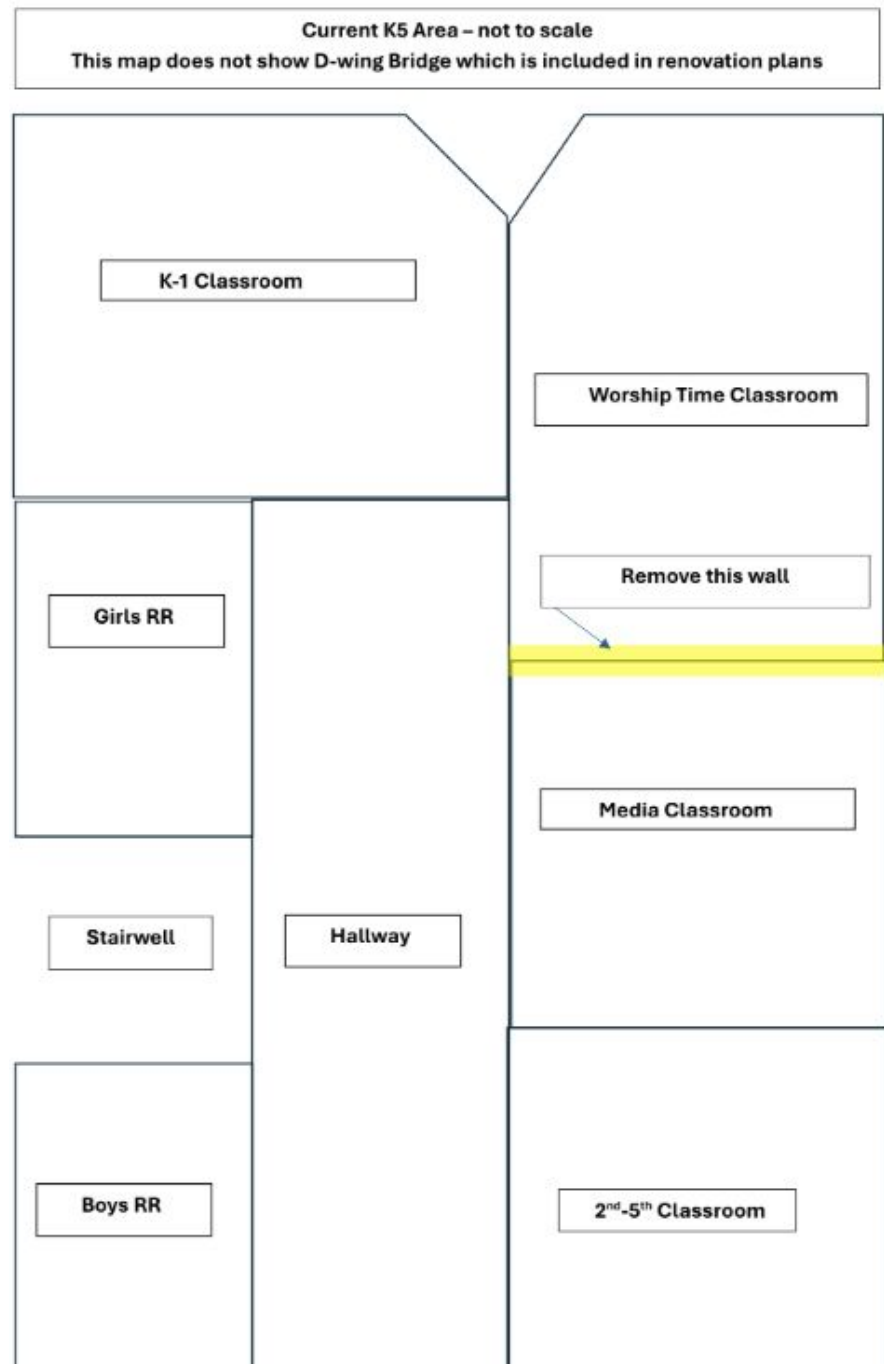 Current K5 Area – not to scale
This map does not show D-wing Bridge which is included in renovation plans
K-1 Classroom
Worship Time Classroom
Remove this wall
Girls RR
Media Classroom
Stairwell
Hallway
Boys RR
2nd-5th Classroom